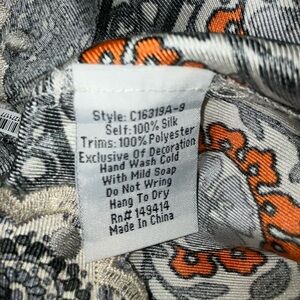 Style: C16319A-9
Self: 100% Silk
Trims: 100% Polyester
Exclusive Of Decoration
Hand Wash Cold
With Mild Soap
Do Not Wring
Hang To Dry
Rn# 149414
Made In China